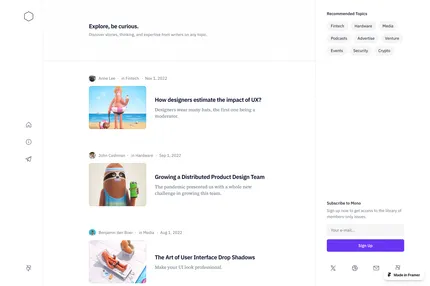 Explore, be curious.
Discover stories, thinking, and expertise from writers on any topic.
Anne Lee · in Fintech · Nov 2, 2022
How designers estimate the impact of UX?
Designers wear many hats, the first one being a
moderator.
John Cashman · in Hardware · Sep 2, 2022
Growing a Distributed Product Design Team
The pandemic presented us with a whole new
challenge in growing this team.
Benjamin den Boer · in Media · Aug 1, 2022
The Art of User Interface Drop Shadows
Make your UI look professional.
Recommended Topics
Fintech Hardware Media
Podcasts Advertise Venture
Events Security Crypto
Subscribe to Mono
Sign up now to get access to the library of
members-only issues.
Your e-mail...
Sign Up
Made in Framer